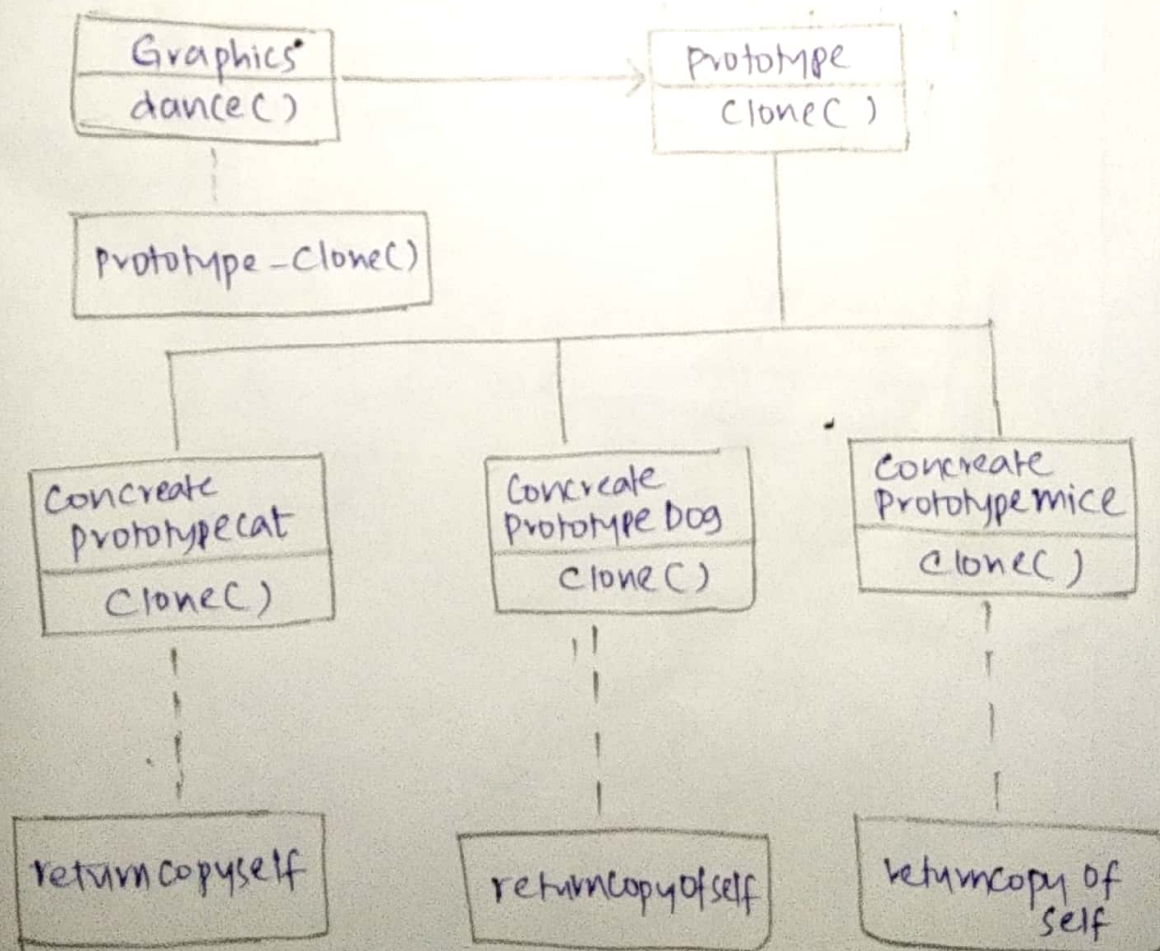 Graphics
dance()
Prototype
Clone()
Prototype-Clone()
Concreate
Prototypecat
Clone()
Concreate
Prototype Dog
Clone()
Concreate
Prototypemice
Clone()
returncopyself
returncopyofself
returncopy of
self